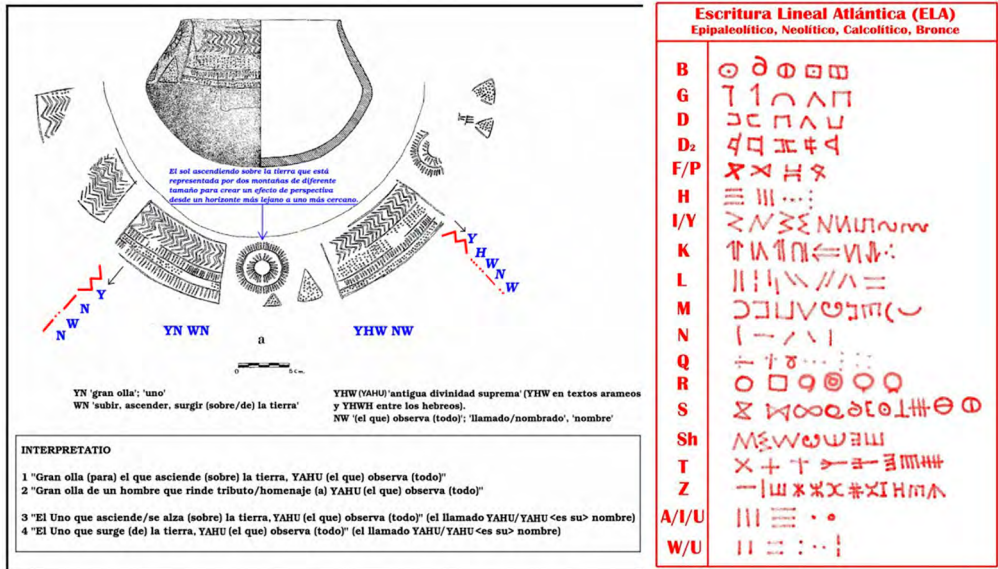 El sol ascendiendo sobre la tierra que está
representada por dos montañas de diferente
tamaño para crear un efecto de perspectiva
desde un horizonte más lejano a uno más cercano.
Y
N
W
N
Y
H
W
N
W
YN WN
YHW NW
a
0 5 cm.
YN 'gran olla'; 'uno'
WN 'subir, ascender, surgir (sobre/de) la tierra'
YHW (YAHU) 'antigua divinidad suprema' (YHW en textos arameos
y YHWH entre los hebreos).
NW '(el que) observa (todo)'; 'llamado/nombrado', 'nombre'
INTERPRETATIO
1 "Gran olla (para) el que asciende (sobre) la tierra, YAHU (el que) observa (todo)"
2 "Gran olla de un hombre que rinde tributo/homenaje (a) YAHU (el que) observa (todo)"
3 "El Uno que asciende/se alza (sobre) la tierra, YAHU (el que) observa (todo)" (el llamado YAHU/YAHU <es su> nombre)
4 "El Uno que surge (de) la tierra, YAHU (el que) observa (todo)" (el llamado YAHU/YAHU <es su> nombre)
Escritura Lineal Atlántica (ELA)
Epipaleolítico, Neolítico, Calcolítico, Bronce
B
G
D
D₂
F/P
H
I/Y
K
L
M
N
Q
R
S
Sh
T
Z
A/I/U
W/U